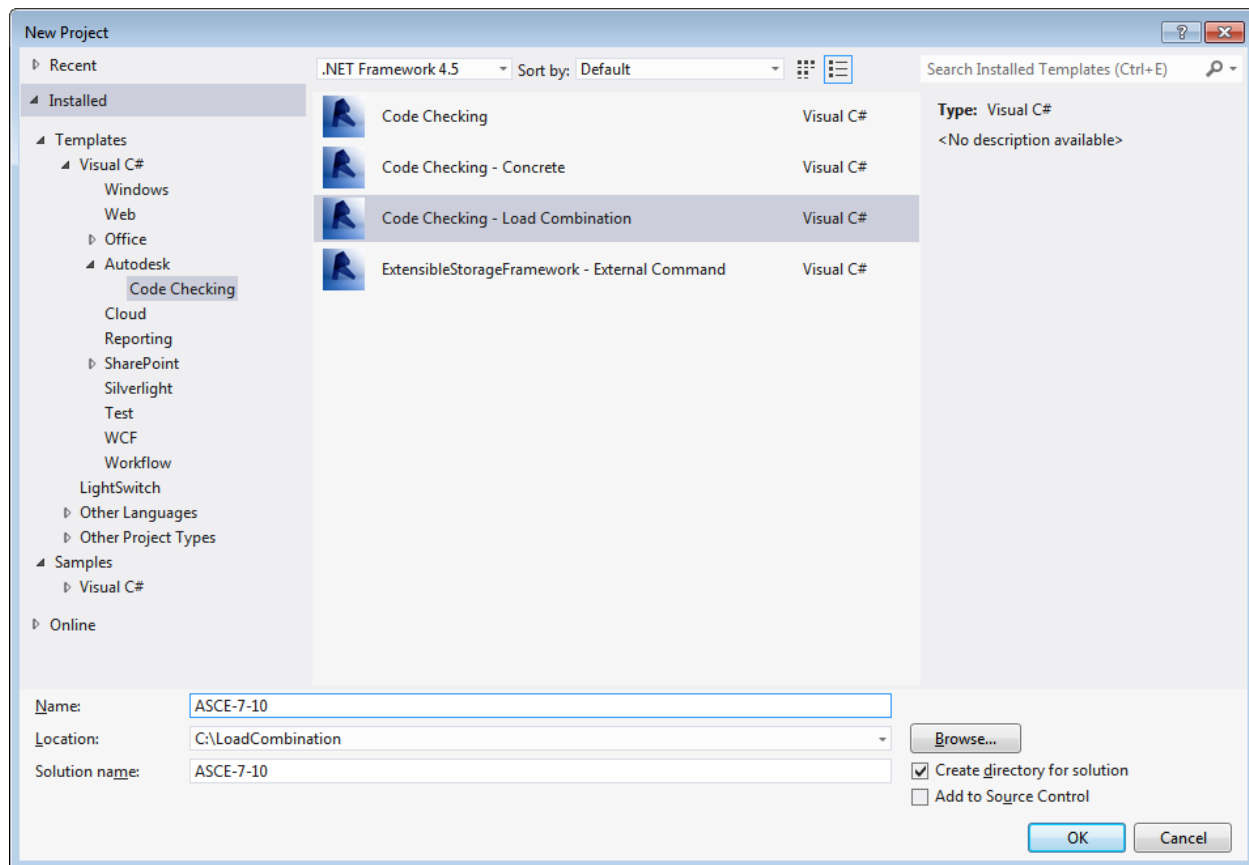 New Project
Recent
.NET Framework 4.5 Sort by: Default
Search Installed Templates (Ctrl+E)
Installed
Templates
Visual C#
Windows
Web
Office
Autodesk
Code Checking
Cloud
Reporting
SharePoint
Silverlight
Test
WCF
Workflow
LightSwitch
Other Languages
Other Project Types
Samples
Visual C#
Online
Code Checking Visual C#
Code Checking - Concrete Visual C#
Code Checking - Load Combination Visual C#
ExtensibleStorageFramework - External Command Visual C#
Type: Visual C#
<No description available>
Name: ASCE-7-10
Location: C:\LoadCombination
Browse...
Solution name: ASCE-7-10
Create directory for solution
Add to Source Control
OK Cancel